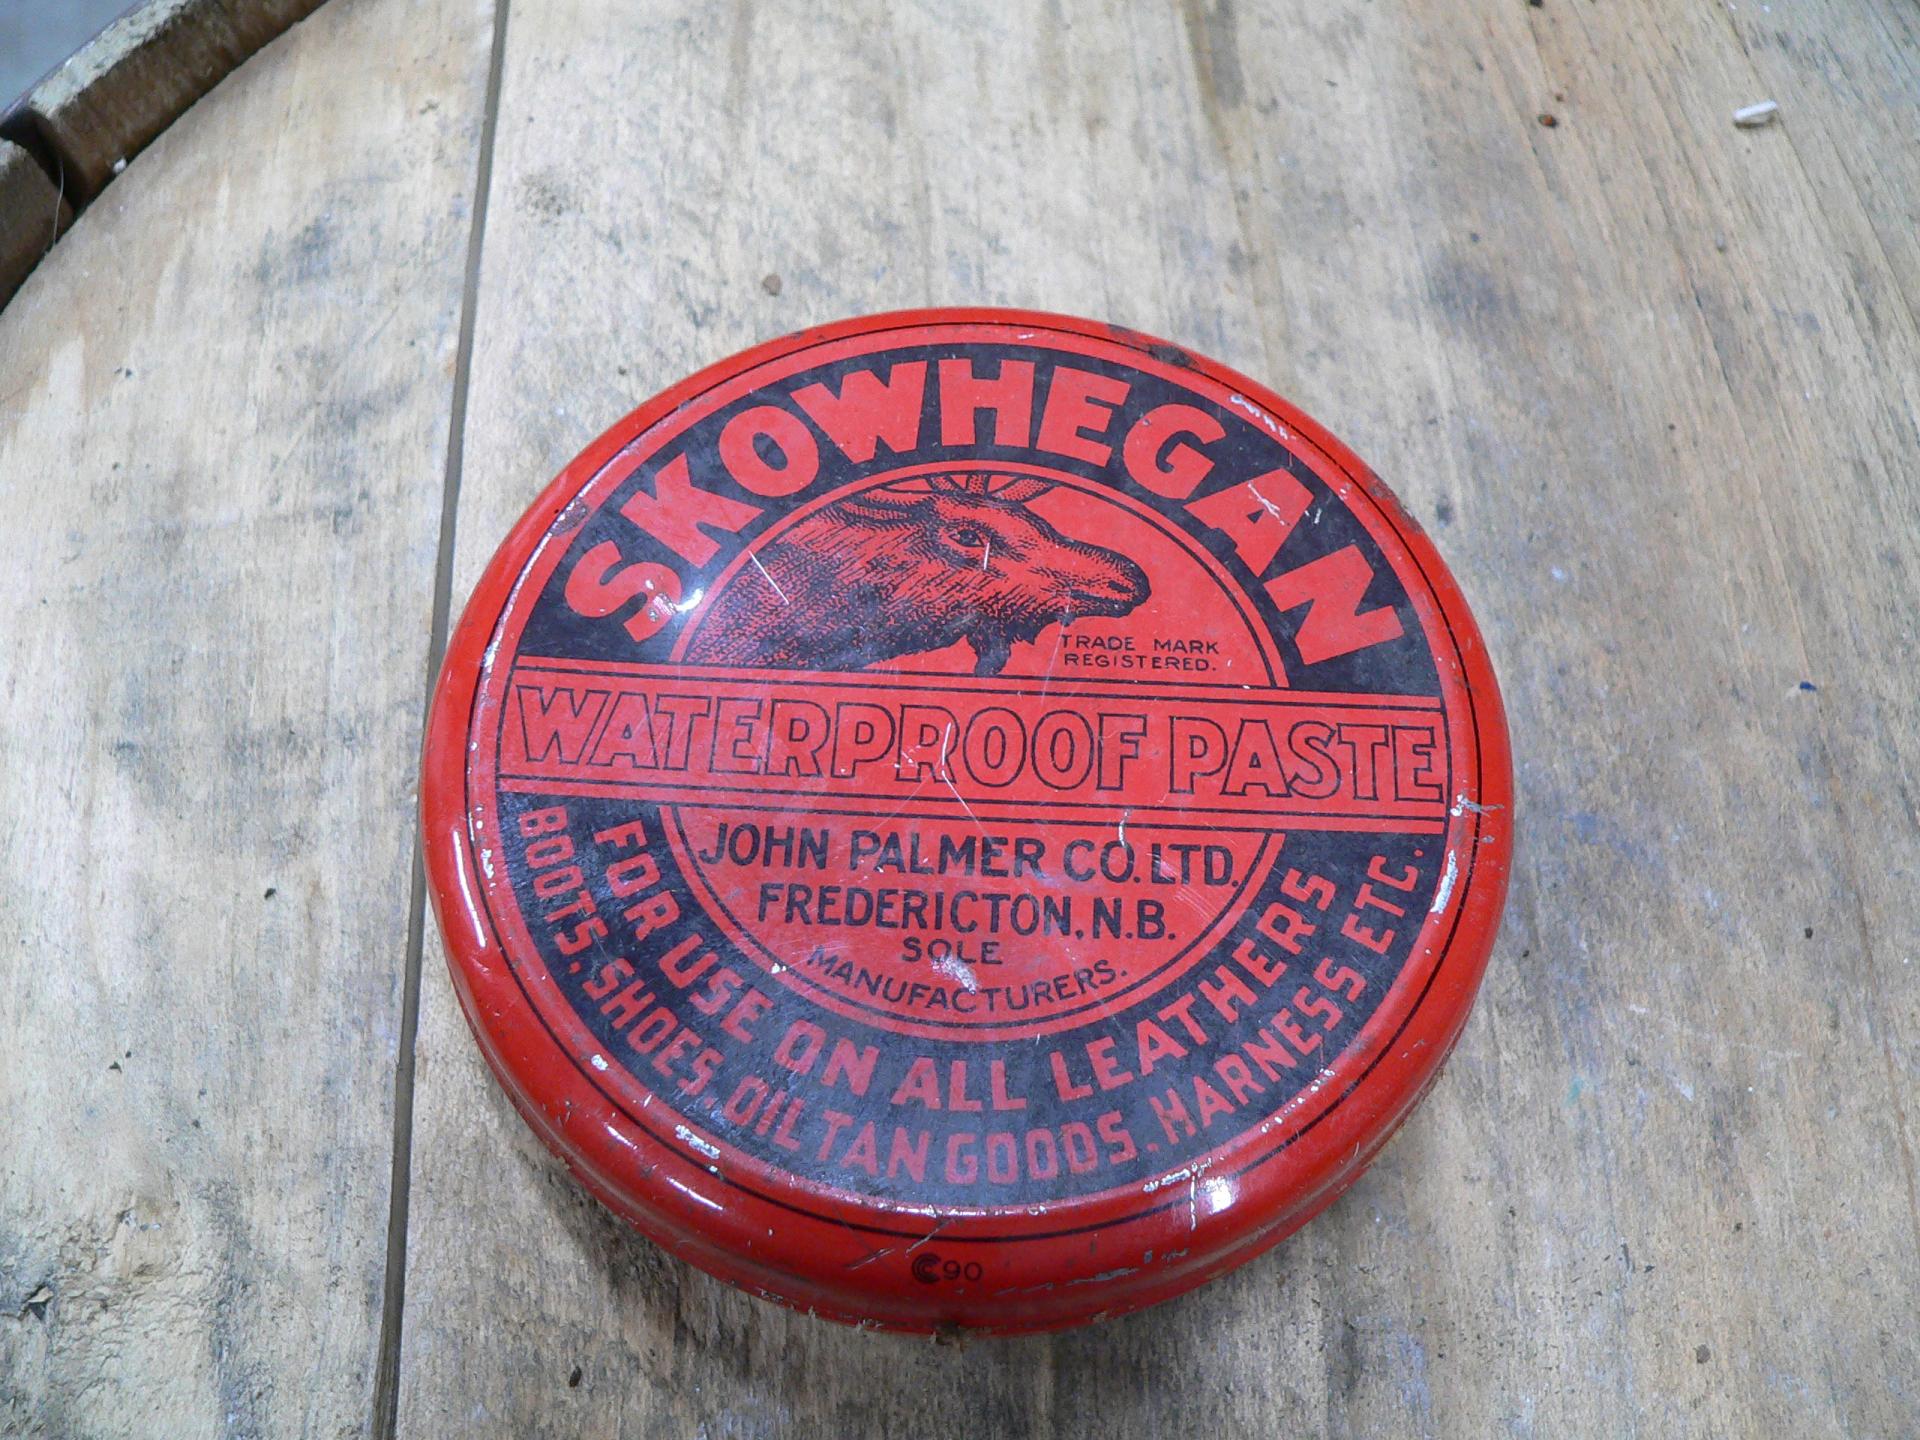 SKOWHEGAN
TRADE MARK
REGISTERED.
WATERPROOF PASTE
JOHN PALMER CO. LTD.
FREDERICTON, N.B.
SOLE
MANUFACTURERS.
FOR USE ON ALL LEATHERS
BOOTS. SHOES. OIL TAN GOODS. HARNESS ETC.
90